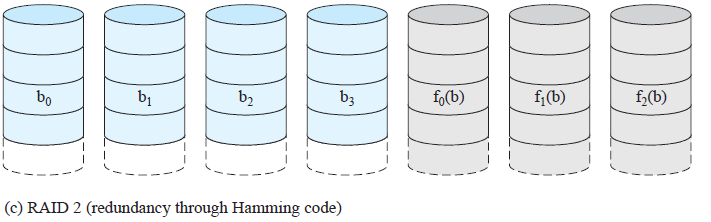 b0 b1 b2 b3 f0(b) f1(b) f2(b)
(c) RAID 2 (redundancy through Hamming code)